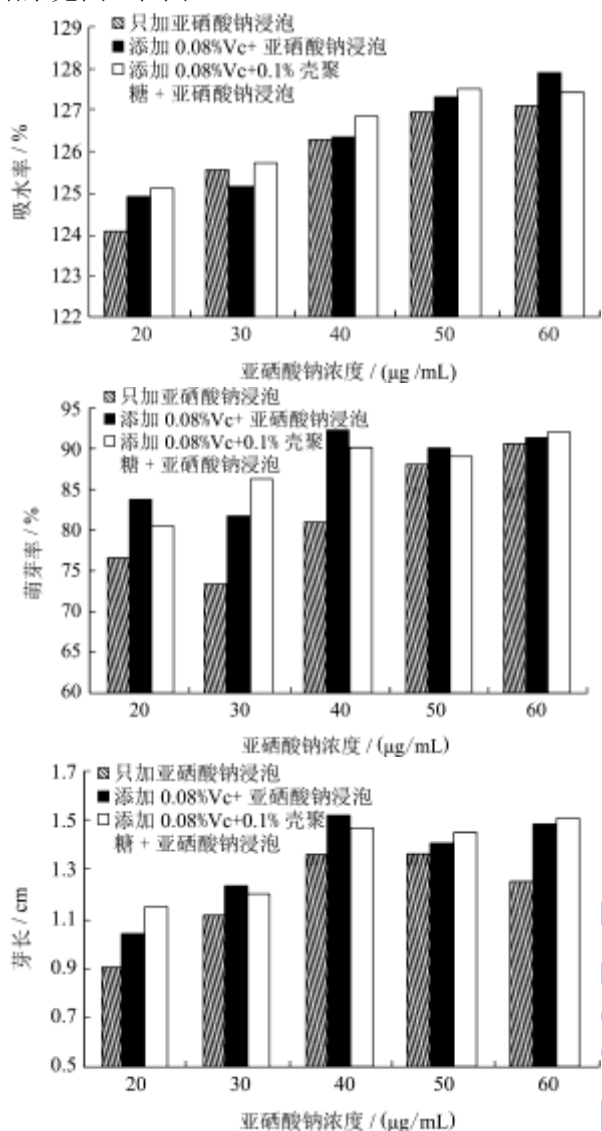 129
128
127
126
125
124
123
122
吸水率 / %
只加亚硒酸钠浸泡
添加 0.08%Vc+ 亚硒酸钠浸泡
添加 0.08%Vc+0.1% 壳聚
糖 + 亚硒酸钠浸泡
20 30 40 50 60
亚硒酸钠浓度 / (μg /mL)
95
90
85
80
75
70
65
60
萌芽率 / %
只加亚硒酸钠浸泡
添加 0.08%Vc+ 亚硒酸钠浸泡
添加 0.08%Vc+0.1% 壳聚
糖 + 亚硒酸钠浸泡
20 30 40 50 60
亚硒酸钠浓度 / (μg/mL)
1.7
1.5
1.3
1.1
0.9
0.7
0.5
芽长 / cm
只加亚硒酸钠浸泡
添加 0.08%Vc+ 亚硒酸钠浸泡
添加 0.08%Vc+0.1% 壳聚
糖 + 亚硒酸钠浸泡
20 30 40 50 60
亚硒酸钠浓度 / (μg/mL)